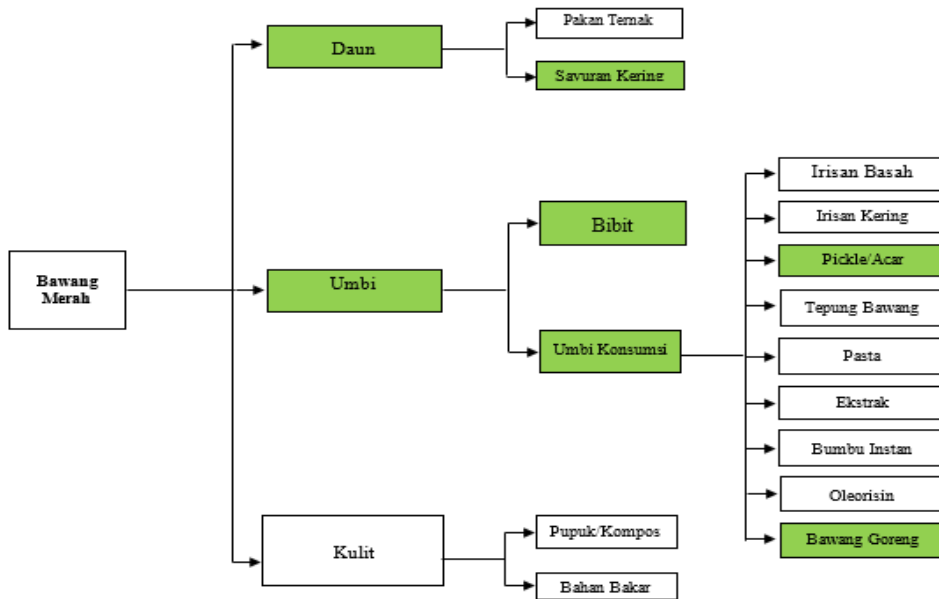 Bawang
Merah
Daun
Pakan Ternak
Savuran Kering
Umbi
Bibit
Umbi Konsumsi
Irisan Basah
Irisan Kering
Pickle/Acar
Tepung Bawang
Pasta
Ekstrak
Bumbu Instan
Oleorisin
Bawang Goreng
Kulit
Pupuk/Kompos
Bahan Bakar